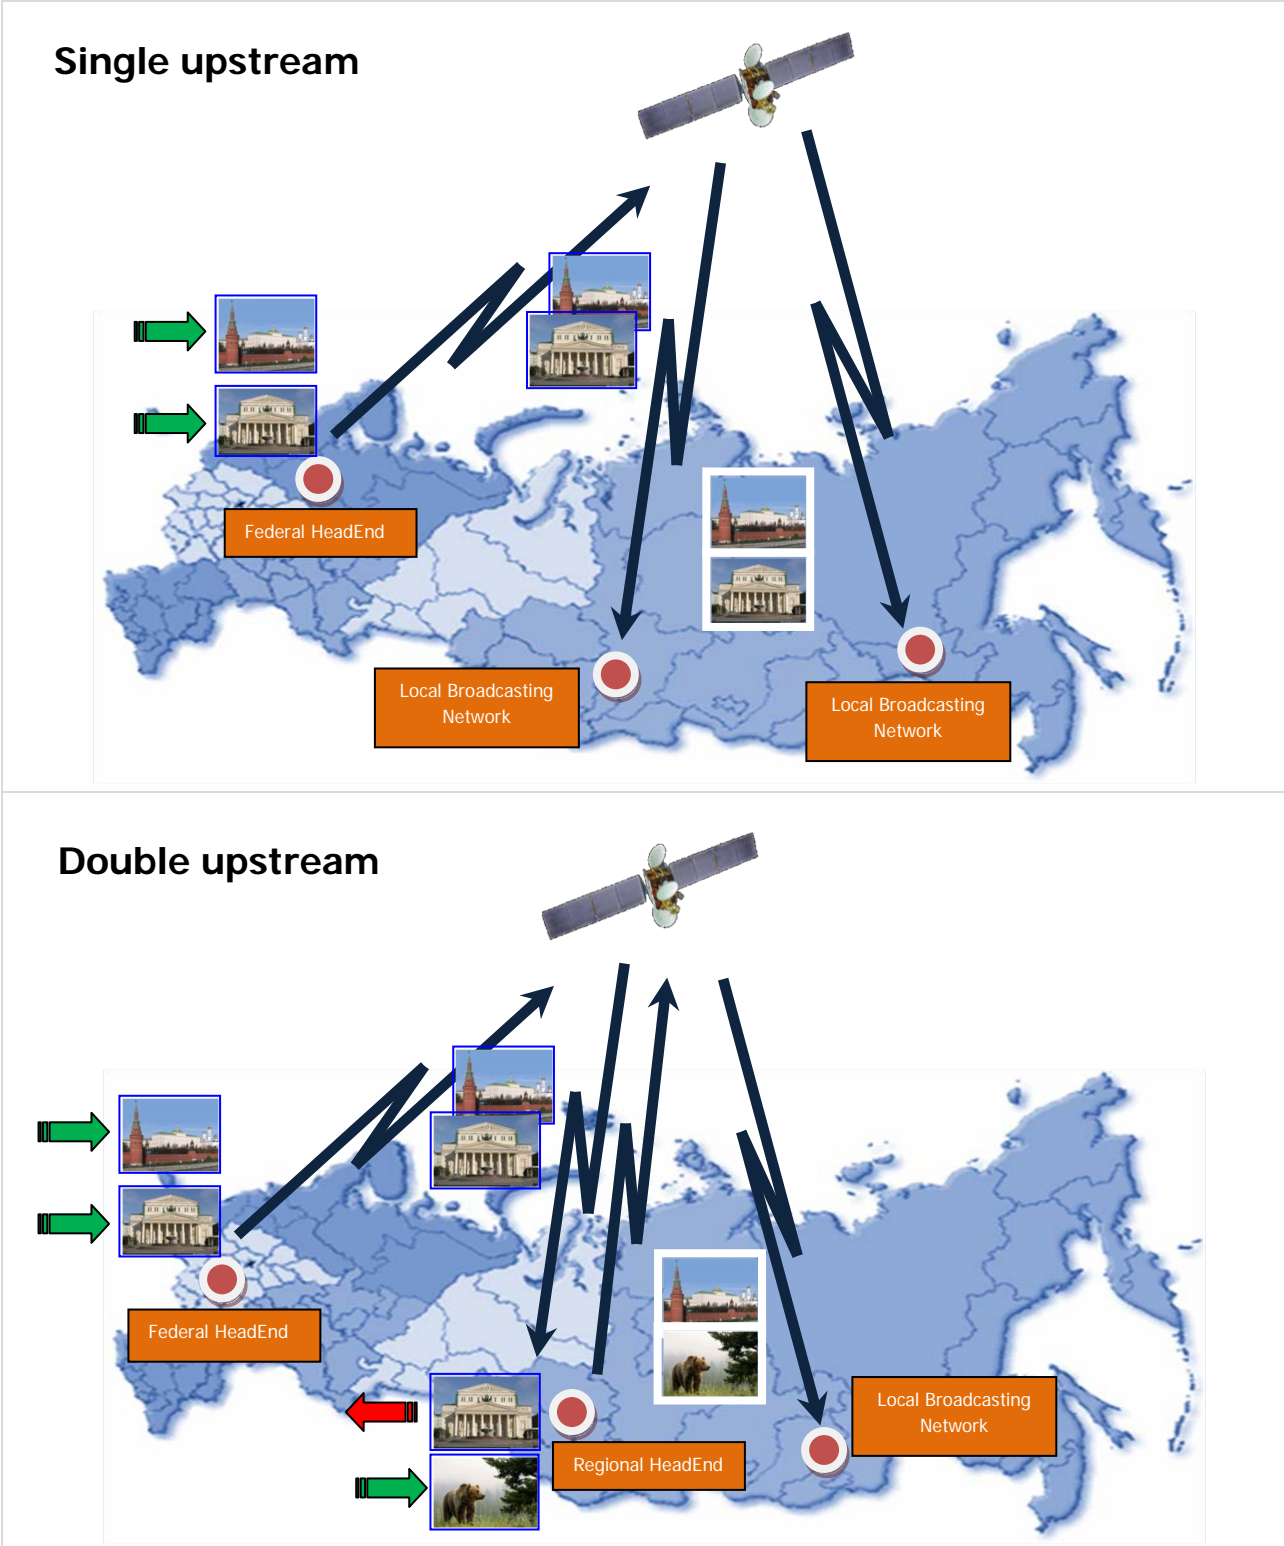 Single upstream
Federal HeadEnd
Local Broadcasting
Network
Local Broadcasting
Network
Double upstream
Federal HeadEnd
Local Broadcasting
Network
Regional HeadEnd